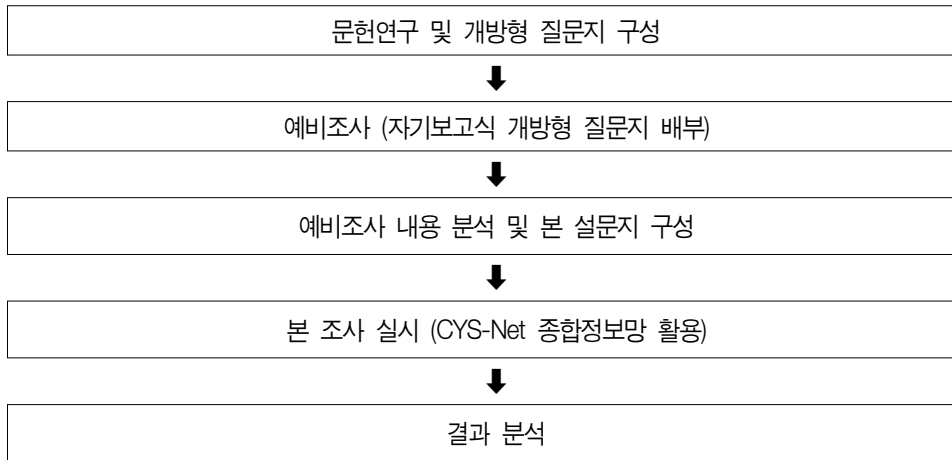 문헌연구 및 개방형 질문지 구성
예비조사 (자기보고식 개방형 질문지 배부)
예비조사 내용 분석 및 본 설문지 구성
본 조사 실시 (CYS-Net 종합정보망 활용)
결과 분석